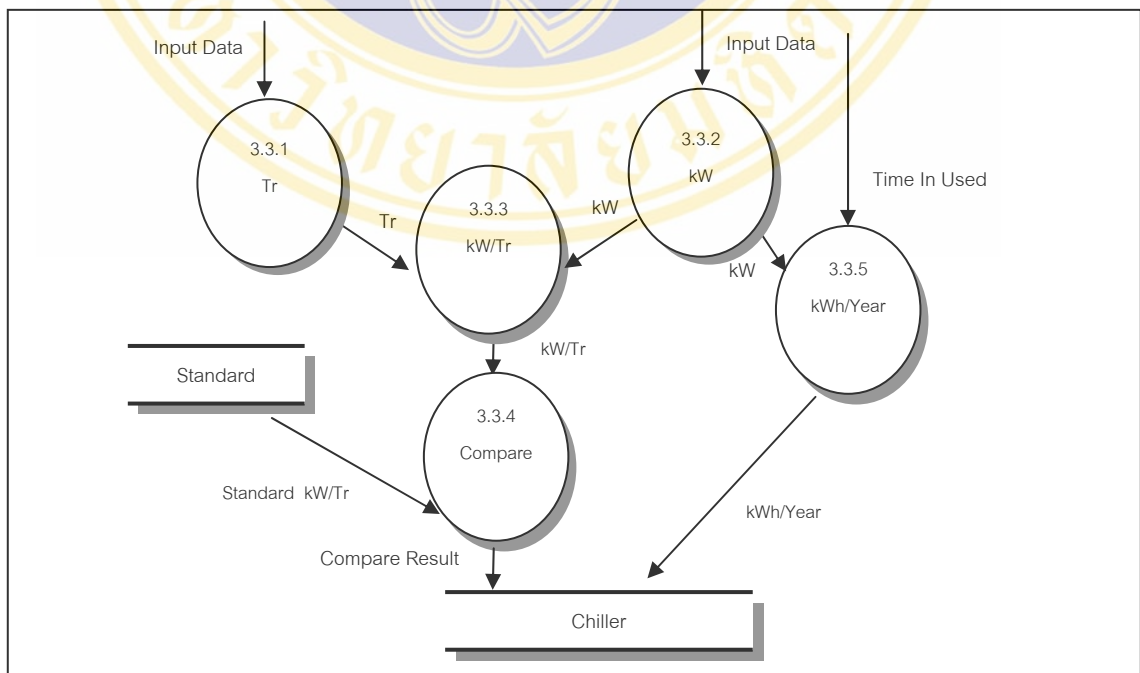 Input Data
Input Data
3.3.1
Tr
3.3.2
kW
Time In Used
Tr
3.3.3
kW/Tr
kW
kW
3.3.5
kWh/Year
kW/Tr
Standard
3.3.4
Compare
Standard kW/Tr
kWh/Year
Compare Result
Chiller